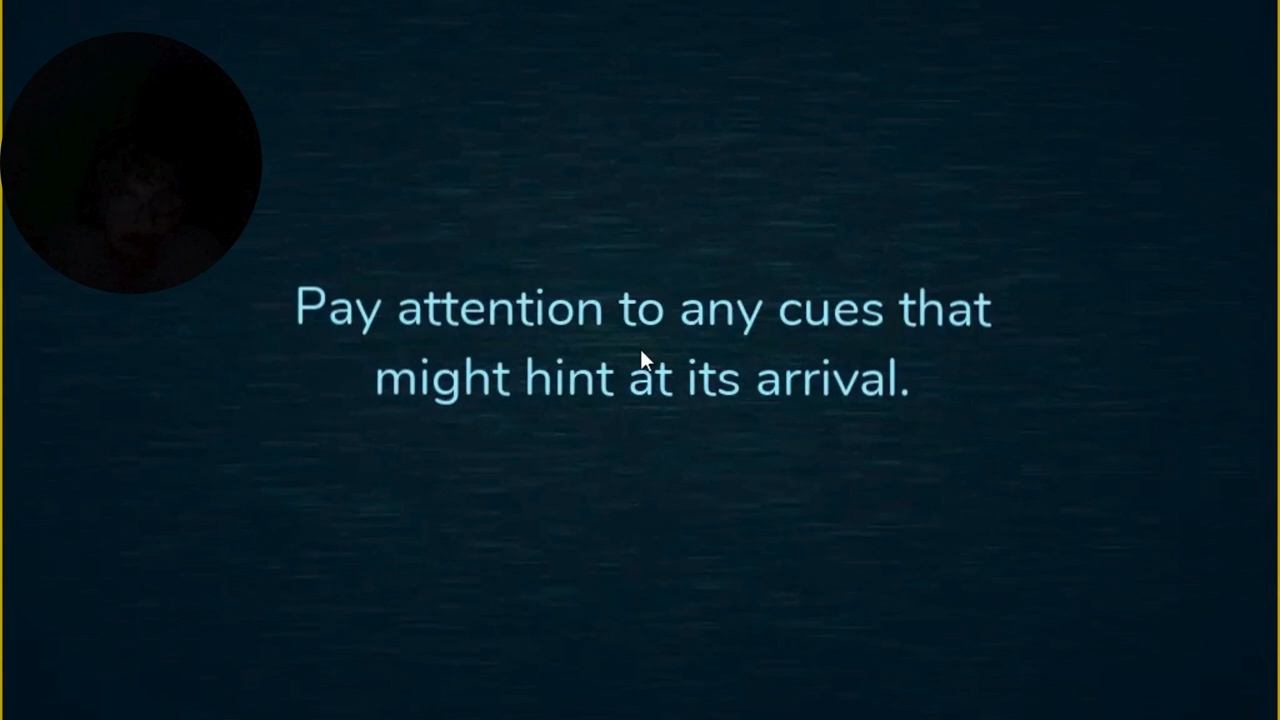 Pay attention to any cues that
might hint at its arrival.